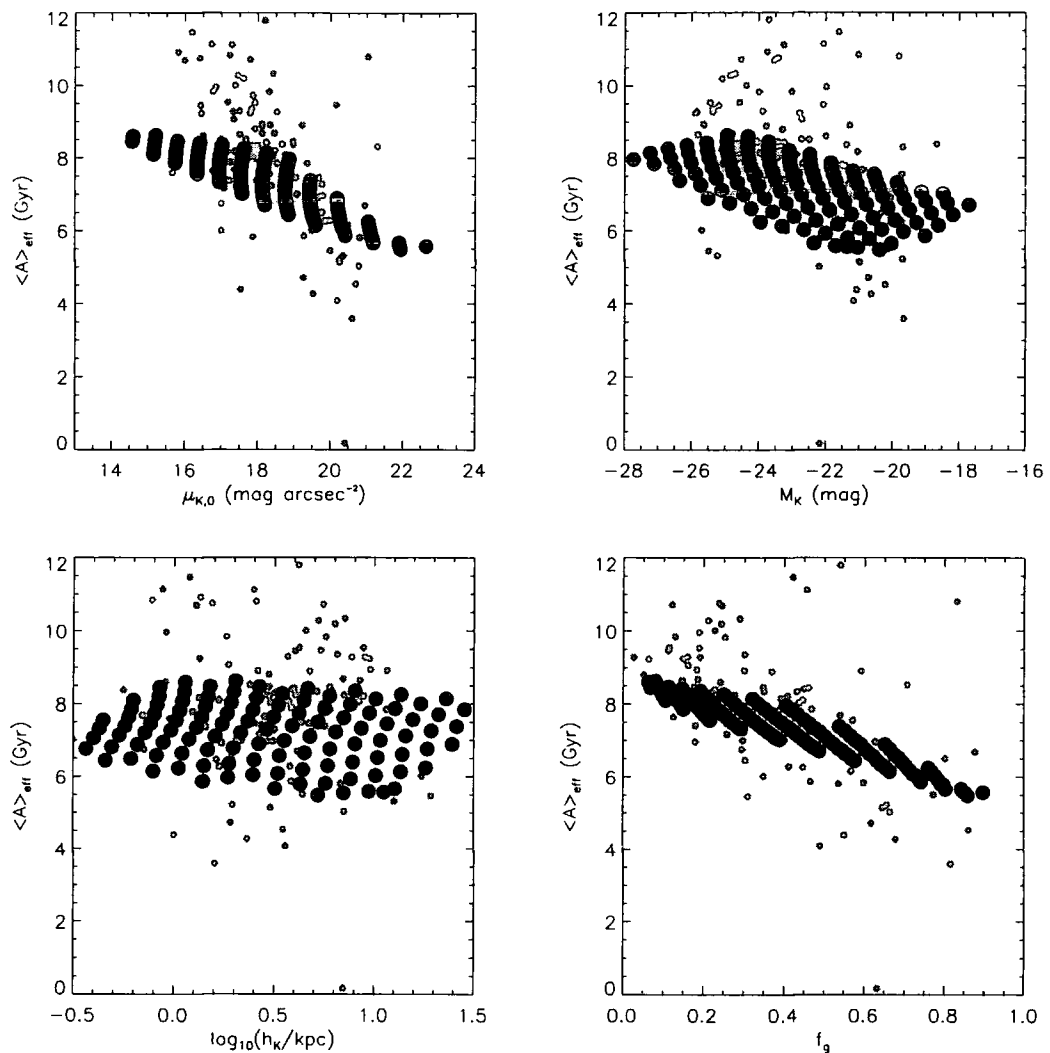 12
10
8
6
4
2
0
<A>eff (Gyr)
14 16 18 20 22 24
μK,0 (mag arcsec⁻²)
12
10
8
6
4
2
0
<A>eff (Gyr)
−28 −26 −24 −22 −20 −18 −16
MK (mag)
12
10
8
6
4
2
0
<A>eff (Gyr)
−0.5 0.0 0.5 1.0 1.5
log10(hK/kpc)
12
10
8
6
4
2
0
<A>eff (Gyr)
0.0 0.2 0.4 0.6 0.8 1.0
fg